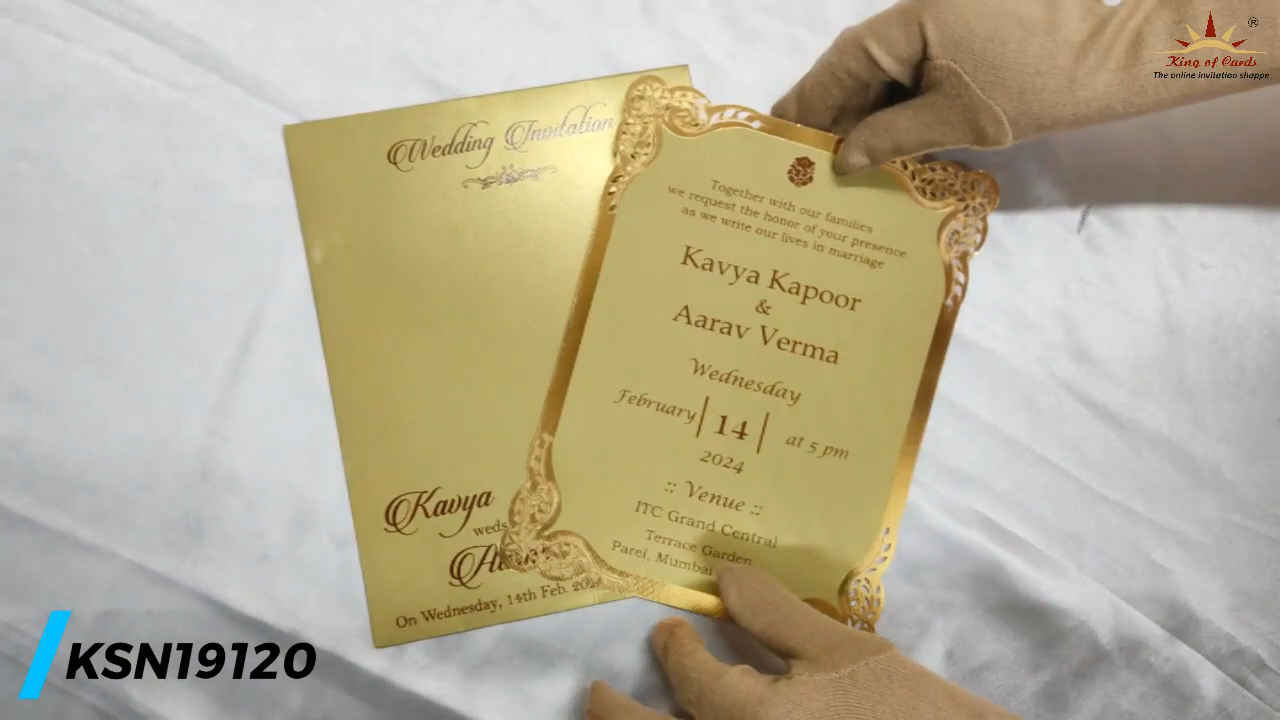 ®
King of Cards
The online invitation shoppe
Wedding Invitation
Kavya
weds
On Wednesday, 14th Feb. 2024
Together with our families
we request the honor of your presence
as we write our lives in marriage
Kavya Kapoor
&
Aarav Verma
Wednesday
February | 14 | at 5 pm
2024
:: Venue ::
ITC Grand Central
Terrace Garden
Parel, Mumbai
KSN19120